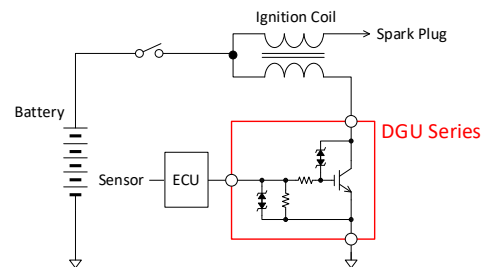 Ignition Coil
Spark Plug
Battery
DGU Series
Sensor
ECU